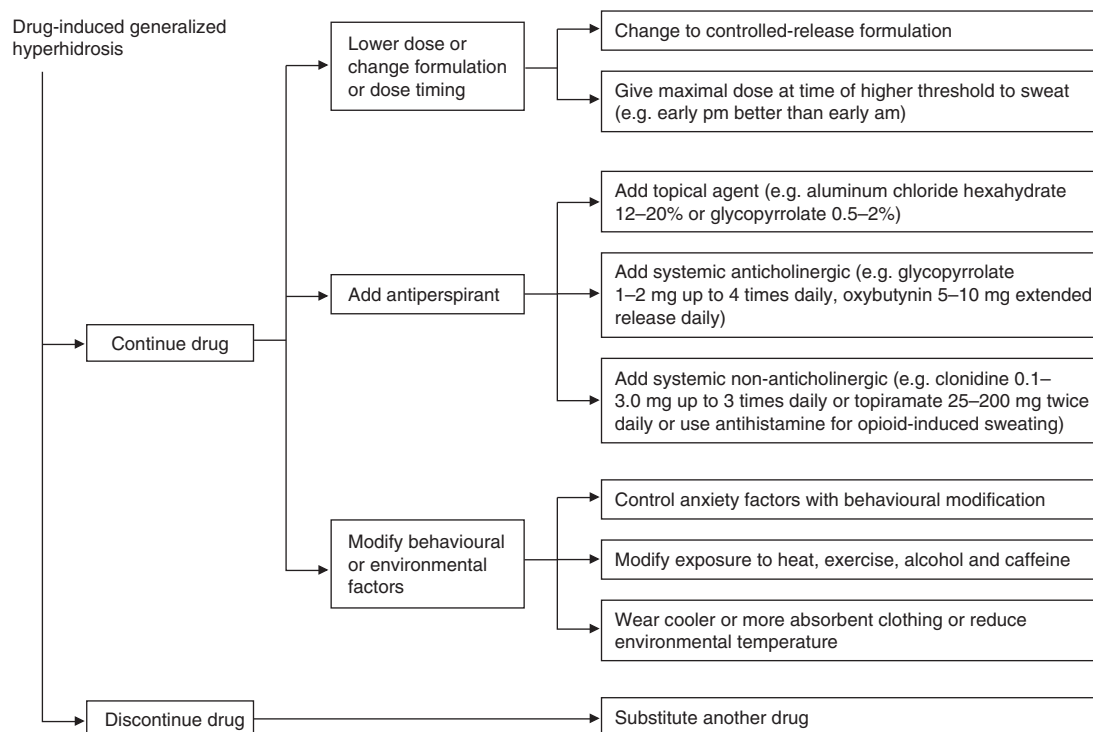 Drug-induced generalized
hyperhidrosis
Lower dose or
change formulation
or dose timing
Change to controlled-release formulation
Give maximal dose at time of higher threshold to sweat
(e.g. early pm better than early am)
Add topical agent (e.g. aluminum chloride hexahydrate
12–20% or glycopyrrolate 0.5–2%)
Add antiperspirant
Add systemic anticholinergic (e.g. glycopyrrolate
1–2 mg up to 4 times daily, oxybutynin 5–10 mg extended
release daily)
Continue drug
Add systemic non-anticholinergic (e.g. clonidine 0.1–
3.0 mg up to 3 times daily or topiramate 25–200 mg twice
daily or use antihistamine for opioid-induced sweating)
Modify behavioural
or environmental
factors
Control anxiety factors with behavioural modification
Modify exposure to heat, exercise, alcohol and caffeine
Wear cooler or more absorbent clothing or reduce
environmental temperature
Discontinue drug
Substitute another drug